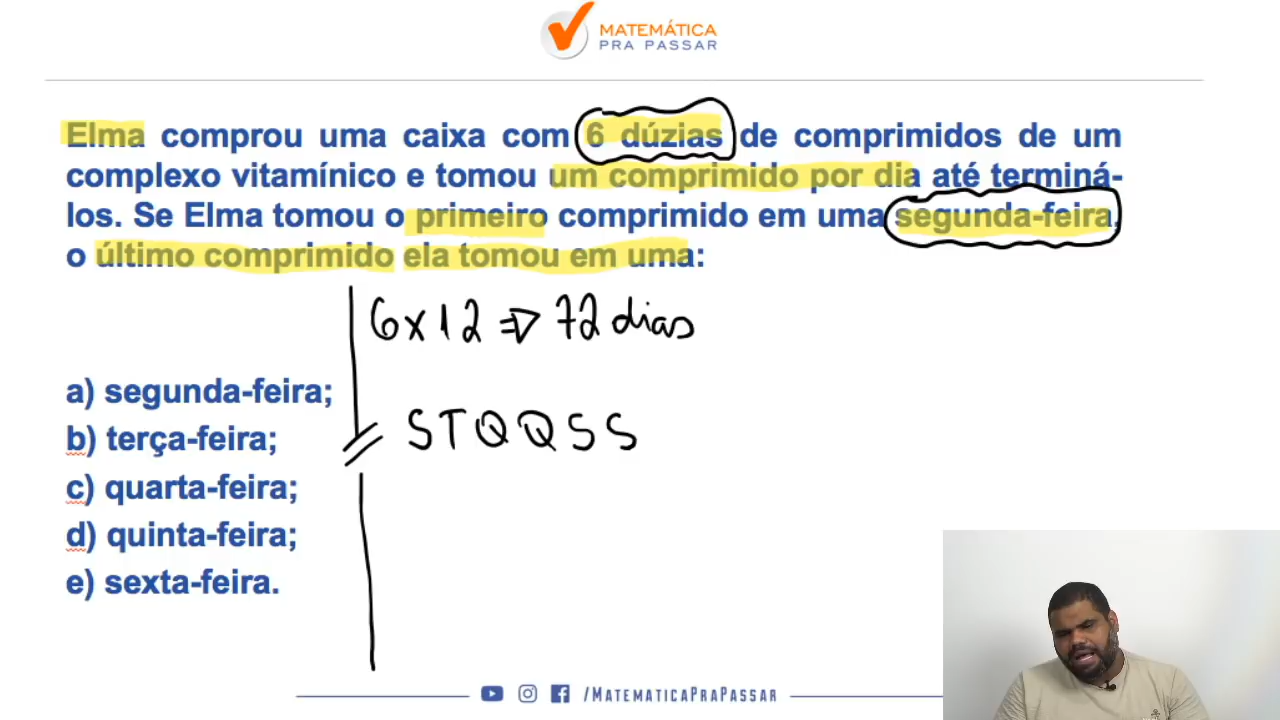 MATEMÁTICA
PRA PASSAR
Elma comprou uma caixa com 6 dúzias de comprimidos de um
complexo vitamínico e tomou um comprimido por dia até terminá-
los. Se Elma tomou o primeiro comprimido em uma segunda-feira,
o último comprimido ela tomou em uma:
6x12 ⇒ 72 dias
a) segunda-feira;
S T Q Q S S
b) terça-feira;
c) quarta-feira;
d) quinta-feira;
e) sexta-feira.
/MATEMATICAPRAPASSAR